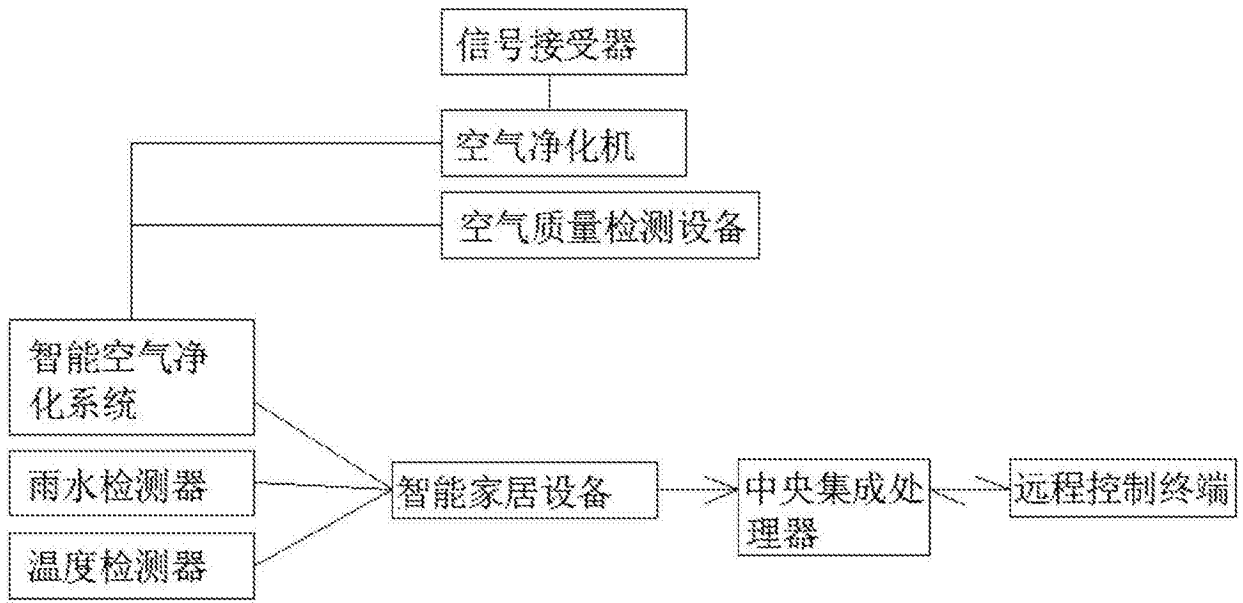 信号接受器
空气净化机
空气质量检测设备
智能空气净
化系统
雨水检测器
温度检测器
智能家居设备
中央集成处
理器
远程控制终端